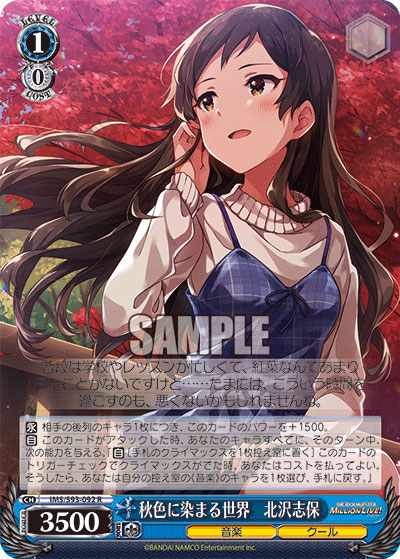 LEVEL
1
0
COST
SAMPLE
普段は学校やレッスンが忙しくて、紅葉なんてあまり
ことがないですけど……たまには、こういう時間を
過ごすのも、悪くないかもしれませんね。
永 相手の後列のキャラ1枚につき、このカードのパワーを+1500。
自 このカードがアタックした時、あなたのキャラすべてに、そのターン中、
次の能力を与える。『自 [手札のクライマックスを1枚控え室に置く] このカード
のトリガーチェックでクライマックスがでた時、あなたはコストを払ってよい。そう
したら、あなたは自分の控え室の《音楽》のキャラを1枚選び、手札に戻す。』
CH IMS/S93-092 R
3500
秋色に染まる世界 北沢志保
THE IDOLM@STER
MILLION LIVE!
音楽 クール
©BANDAI NAMCO Entertainment Inc.